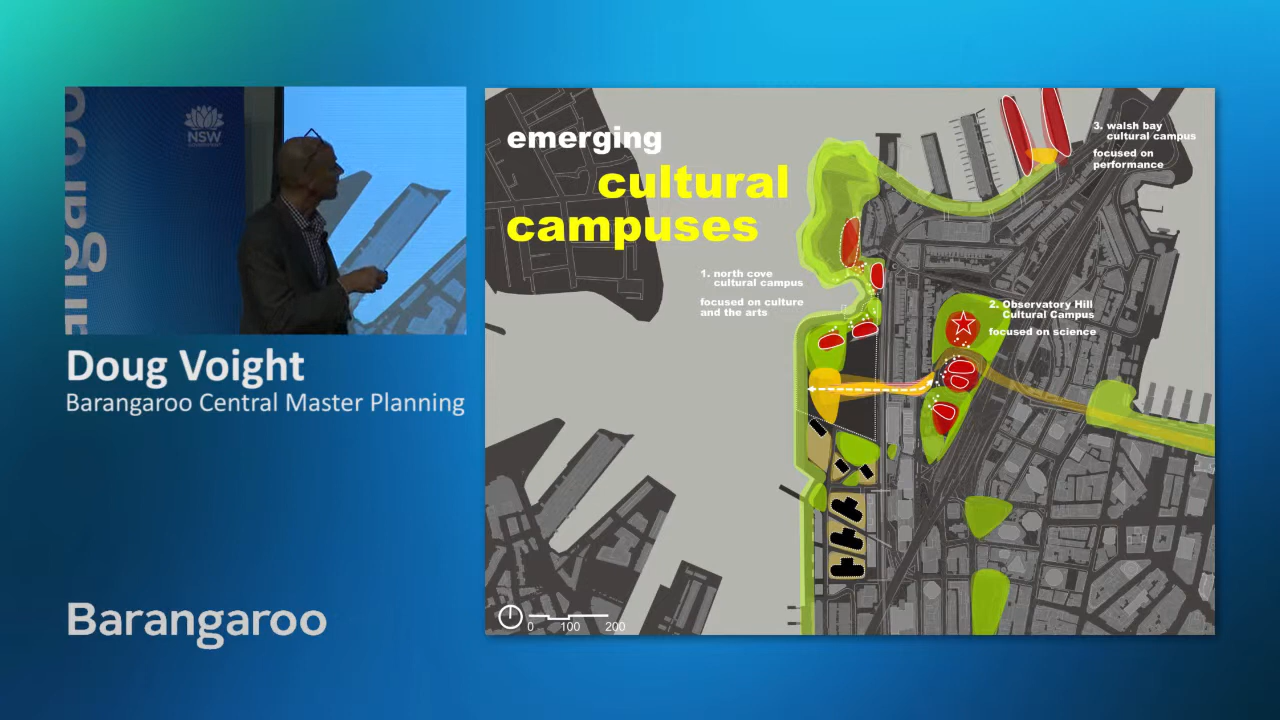 NSW
GOVERNMENT
angaroo
Doug Voight
Barangaroo Central Master Planning
Barangaroo
emerging
cultural
campuses
1. north cove
cultural campus
focused on culture
and the arts
2. Observatory Hill
Cultural Campus
focused on science
3. walsh bay
cultural campus
focused on
performance
0 100 200